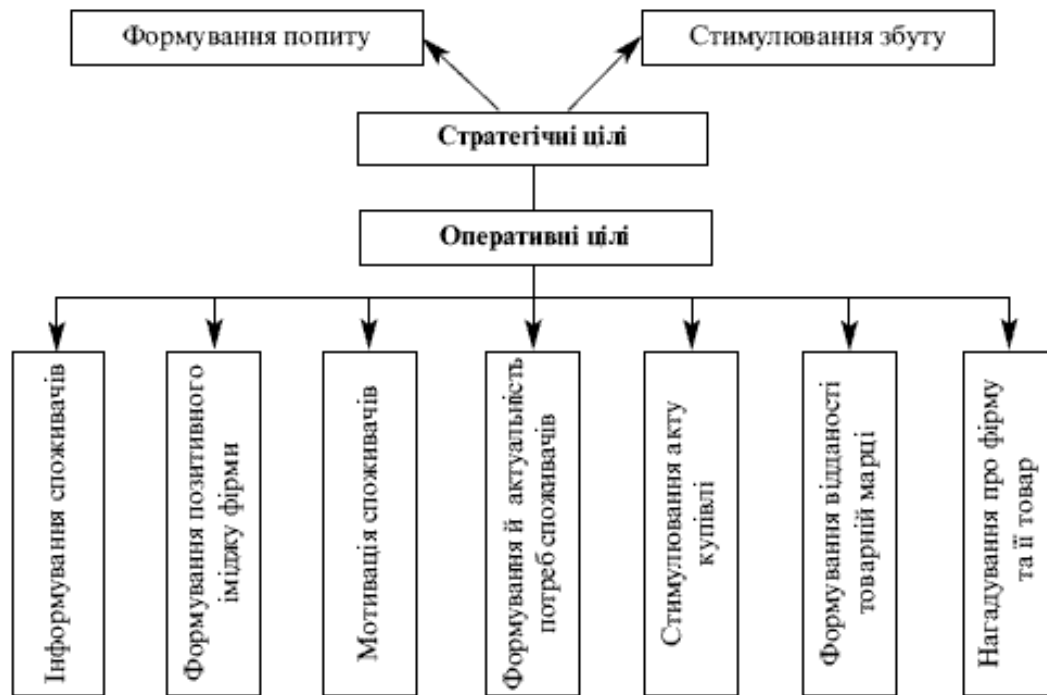 Формування попиту
Стимулювання збуту
Стратегічні цілі
Оперативні цілі
Інформування споживачів
Формування позитивного
іміджу фірми
Мотивація споживачів
Формування й актуальність
потреб споживачів
Стимулювання акту
купівлі
Формування відданості
товарній марці
Нагадування про фірму
та її товар